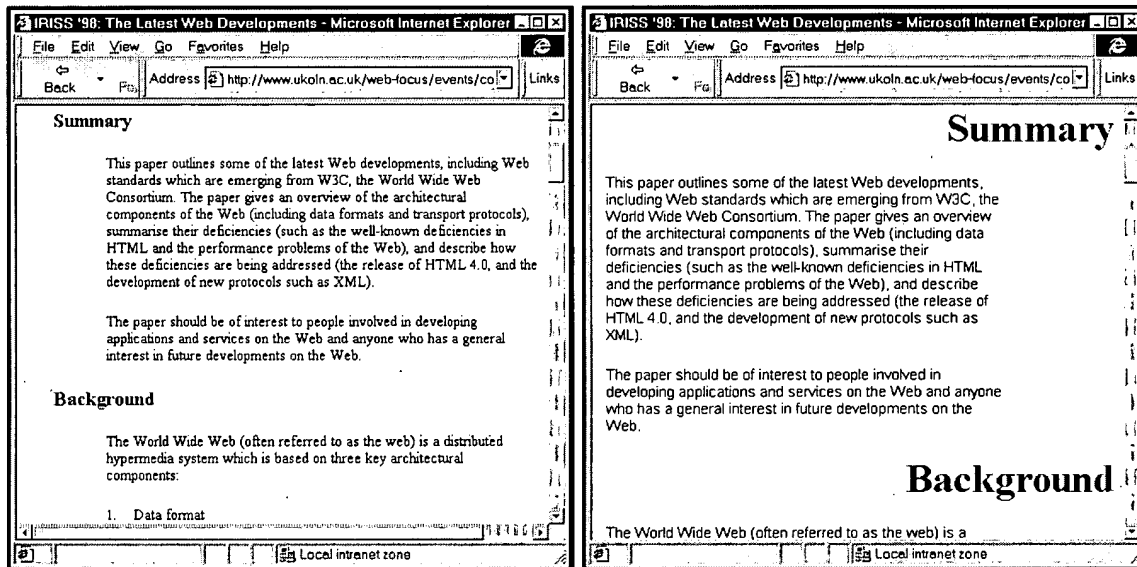 IRISS '98: The Latest Web Developments - Microsoft Internet Explorer
File Edit View Go Favorites Help
Back
Address http://www.ukoln.ac.uk/web-focus/events/co
Links
Summary
This paper outlines some of the latest Web developments, including Web
standards which are emerging from W3C, the World Wide Web
Consortium. The paper gives an overview of the architectural
components of the Web (including data formats and transport protocols),
summarise their deficiencies (such as the well-known deficiencies in
HTML and the performance problems of the Web), and describe how
these deficiencies are being addressed (the release of HTML 4.0, and the
development of new protocols such as XML).
The paper should be of interest to people involved in developing
applications and services on the Web and anyone who has a general
interest in future developments on the Web.
Background
The World Wide Web (often referred to as the web) is a distributed
hypermedia system which is based on three key architectural
components:
1. Data format
Local intranet zone
IRISS '98: The Latest Web Developments - Microsoft Internet Explorer
File Edit View Go Favorites Help
Back
Address http://www.ukoln.ac.uk/web-focus/events/co
Links
Summary
This paper outlines some of the latest Web developments,
including Web standards which are emerging from W3C, the
World Wide Web Consortium. The paper gives an overview
of the architectural components of the Web (including data
formats and transport protocols), summarise their
deficiencies (such as the well-known deficiencies in HTML
and the performance problems of the Web), and describe
how these deficiencies are being addressed (the release of
HTML 4.0, and the development of new protocols such as
XML).
The paper should be of interest to people involved in
developing applications and services on the Web and anyone
who has a general interest in future developments on the
Web.
Background
The World Wide Web (often referred to as the web) is a
Local intranet zone